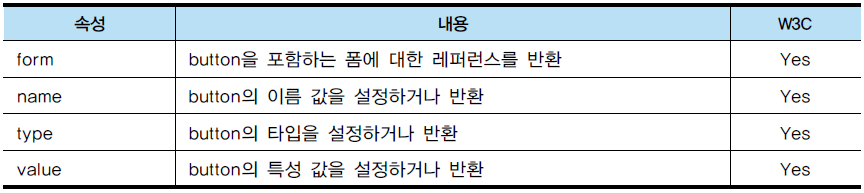 속성 내용 W3C
form button을 포함하는 폼에 대한 레퍼런스를 반환 Yes
name button의 이름 값을 설정하거나 반환 Yes
type button의 타입을 설정하거나 반환 Yes
value button의 특성 값을 설정하거나 반환 Yes